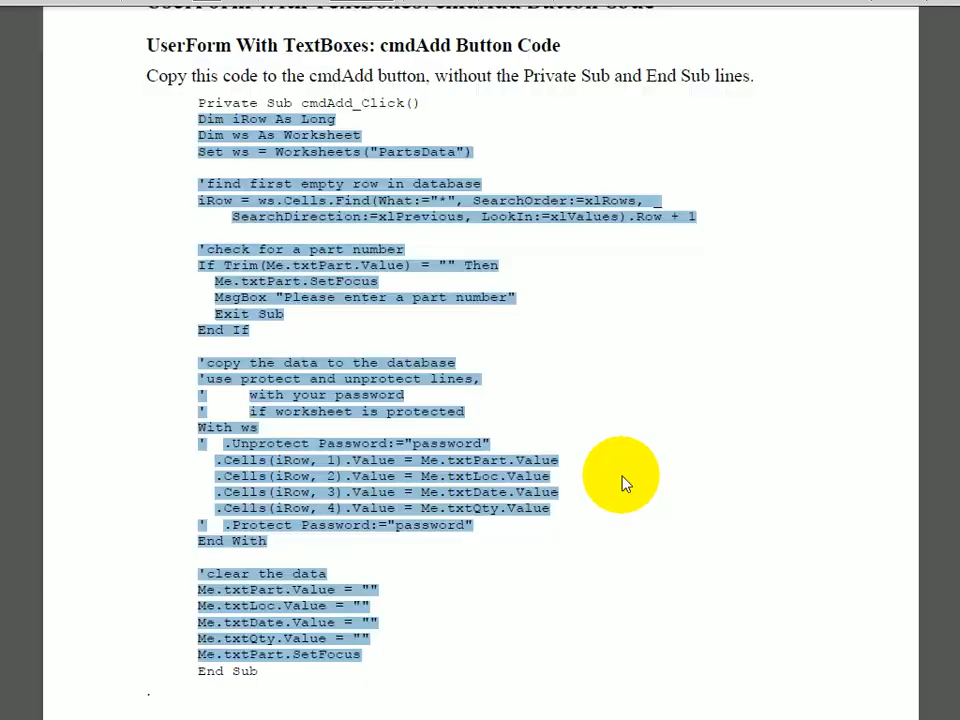 UserForm With TextBoxes: cmdAdd Button Code
UserForm With TextBoxes: cmdAdd Button Code
Copy this code to the cmdAdd button, without the Private Sub and End Sub lines.
Private Sub cmdAdd_Click()
Dim iRow As Long
Dim ws As Worksheet
Set ws = Worksheets("PartsData")
'find first empty row in database
iRow = ws.Cells.Find(What:="*", SearchOrder:=xlRows, _
SearchDirection:=xlPrevious, LookIn:=xlValues).Row + 1
'check for a part number
If Trim(Me.txtPart.Value) = "" Then
Me.txtPart.SetFocus
MsgBox "Please enter a part number"
Exit Sub
End If
'copy the data to the database
'use protect and unprotect lines,
' with your password
' if worksheet is protected
With ws
' .Unprotect Password:="password"
.Cells(iRow, 1).Value = Me.txtPart.Value
.Cells(iRow, 2).Value = Me.txtLoc.Value
.Cells(iRow, 3).Value = Me.txtDate.Value
.Cells(iRow, 4).Value = Me.txtQty.Value
' .Protect Password:="password"
End With
'clear the data
Me.txtPart.Value = ""
Me.txtLoc.Value = ""
Me.txtDate.Value = ""
Me.txtQty.Value = ""
Me.txtPart.SetFocus
End Sub
.